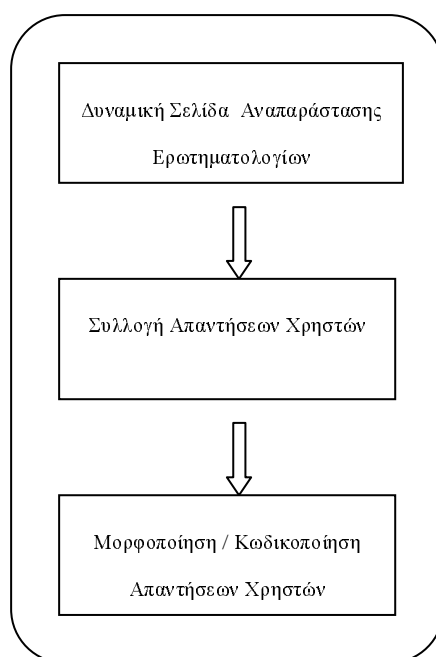 Δυναμική Σελίδα Αναπαράστασης
Ερωτηματολογίων
Συλλογή Απαντήσεων Χρηστών
Μορφοποίηση / Κωδικοποίηση
Απαντήσεων Χρηστών